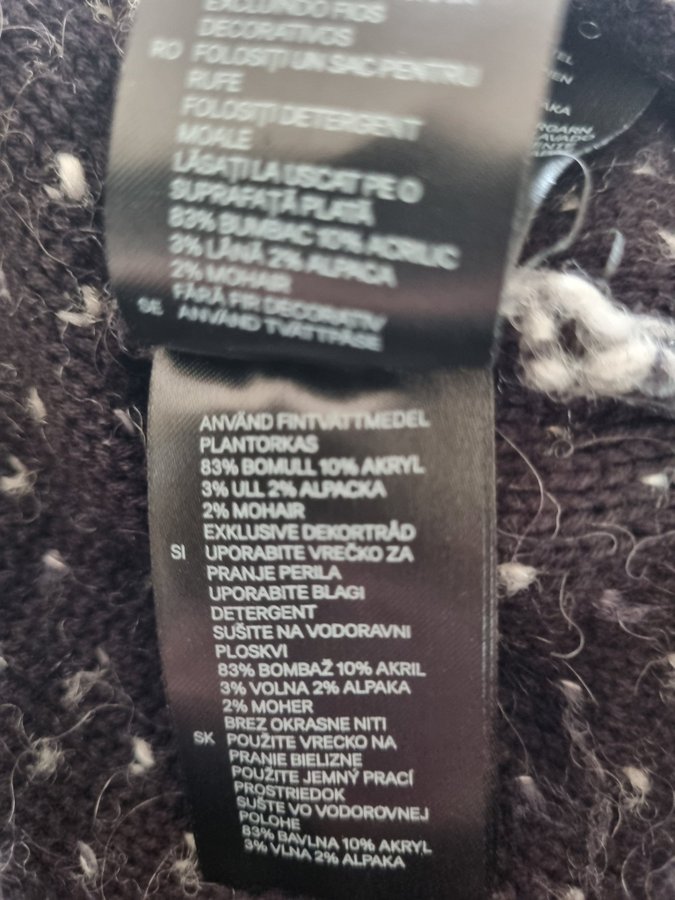 EXCLUZÂND FIOS
DECORATIVOS
RO FOLOSIȚI UN SAC PENTRU
RUFE
FOLOSIȚI DETERGENT
MOALE
LĂSAȚI LA USCAT PE O
SUPRAFAȚĂ PLATĂ
83% BUMBAC 10% ACRILIC
3% LÂNĂ 2% ALPACA
2% MOHAIR
FĂRĂ FIR DECORATIV
SE ANVÄND TVÄTTPÅSE
ANVÄND FINTVÄTTMEDEL
PLANTORKAS
83% BOMULL 10% AKRYL
3% ULL 2% ALPACKA
2% MOHAIR
EXKLUSIVE DEKORTRÅD
SI UPORABITE VREČKO ZA
PRANJE PERILA
UPORABITE BLAGI
DETERGENT
SUŠITE NA VODORAVNI
PLOSKVI
83% BOMBAŽ 10% AKRIL
3% VOLNA 2% ALPAKA
2% MOHER
BREZ OKRASNE NITI
SK POUŽITE VRECKO NA
PRANIE BIELIZNE
POUŽITE JEMNÝ PRACÍ
PROSTRIEDOK
SUŠTE VO VODOROVNEJ
POLOHE
83% BAVLNA 10% AKRYL
3% VLNA 2% ALPAKA